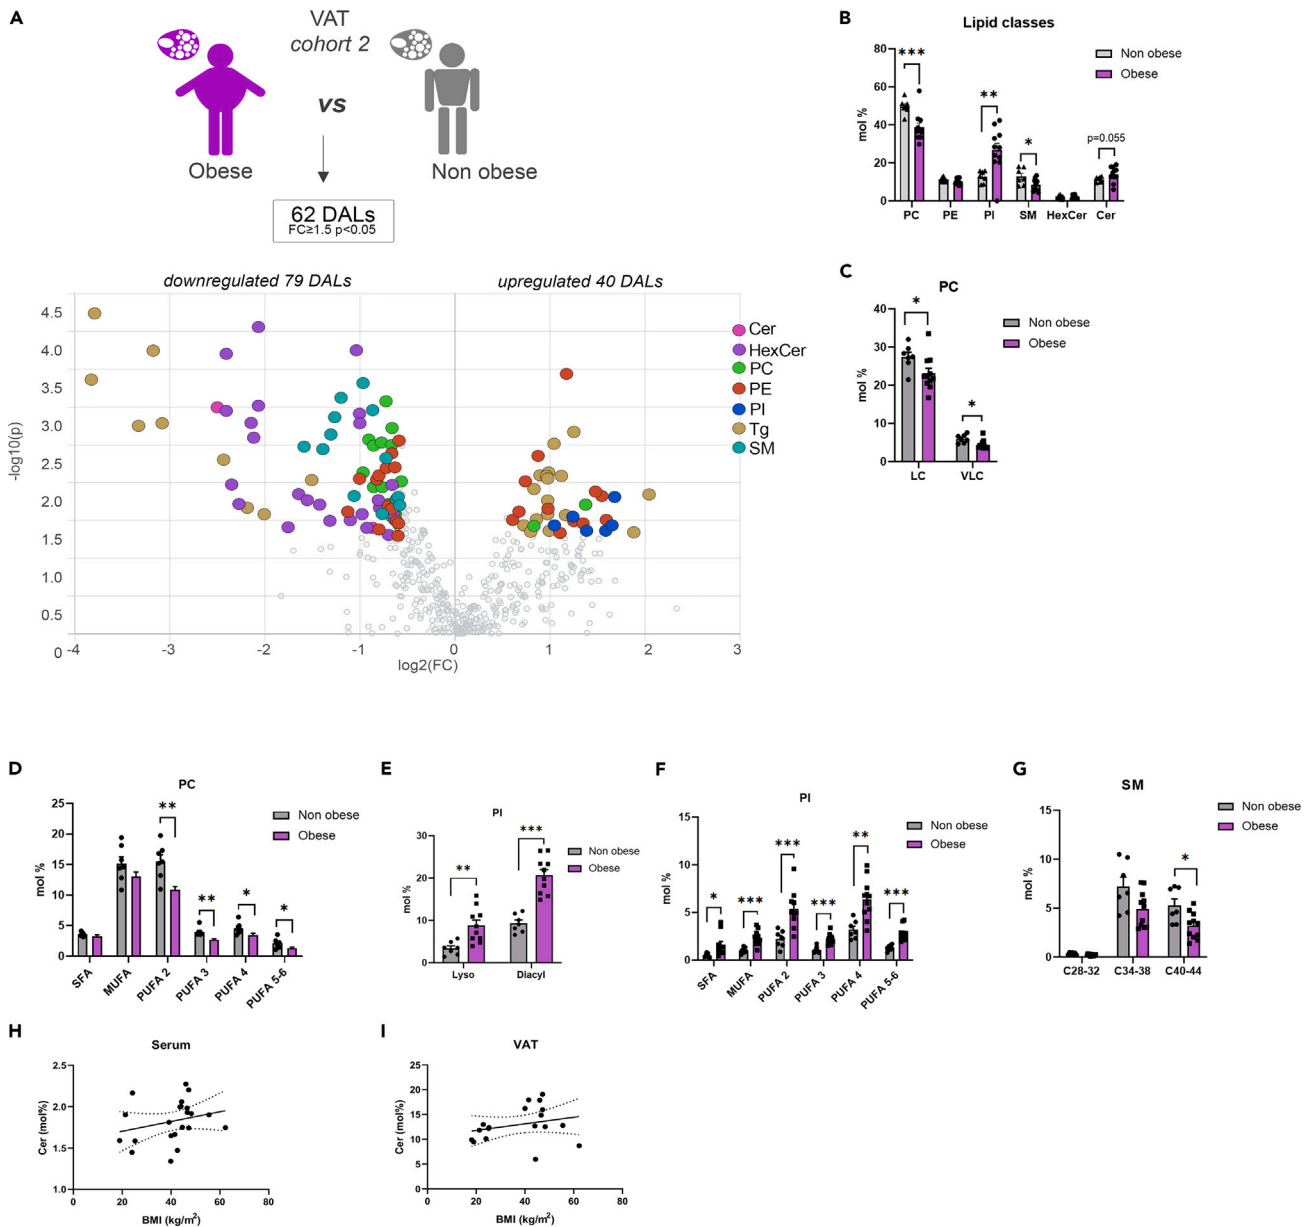 A
VAT
cohort 2
vs
Obese
Non obese
62 DALs
FC≥1.5 p<0.05
downregulated 79 DALs
upregulated 40 DALs
4.5
4.0
3.5
3.0
2.5
2.0
1.5
1.0
0.5
0
-log10(p)
-4
-3
-2
-1
0
1
2
3
log2(FC)
Cer
HexCer
PC
PE
PI
Tg
SM
B
Lipid classes
Non obese
Obese
80
60
40
20
0
mol %
***
**
*
p=0.055
PC
PE
PI
SM
HexCer
Cer
C
PC
Non obese
Obese
40
30
20
10
0
mol %
*
*
LC
VLC
D
PC
Non obese
Obese
25
20
15
10
5
0
mol %
**
**
*
*
SFA
MUFA
PUFA 2
PUFA 3
PUFA 4
PUFA 5-6
E
PI
Non obese
Obese
30
20
10
0
mol %
**
***
Lyso
Diacyl
F
PI
Non obese
Obese
15
10
5
0
mol %
*
***
***
***
**
***
SFA
MUFA
PUFA 2
PUFA 3
PUFA 4
PUFA 5-6
G
SM
Non obese
Obese
15
10
5
0
mol %
*
C28-32
C34-38
C40-44
H
Serum
2.5
2.0
1.5
1.0
Cer (mol%)
0
20
40
60
80
BMI (kg/m²)
I
VAT
25
20
15
10
5
0
Cer (mol%)
0
20
40
60
80
BMI (kg/m²)